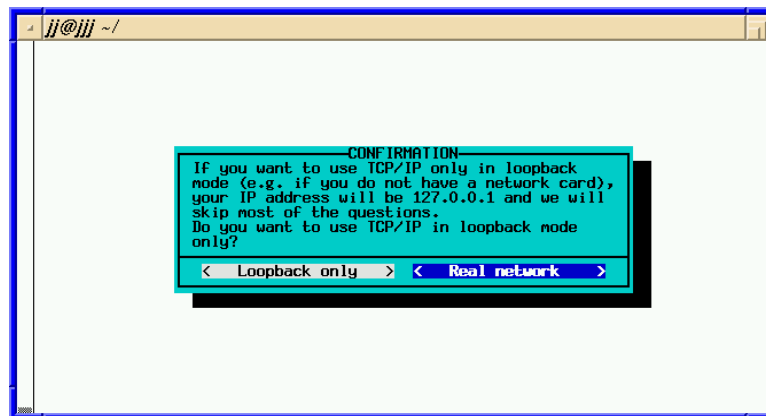 jj@jjj ~/
CONFIRMATION
If you want to use TCP/IP only in loopback
mode (e.g. if you do not have a network card),
your IP address will be 127.0.0.1 and we will
skip most of the questions.
Do you want to use TCP/IP in loopback mode
only?
< Loopback only > < Real network >